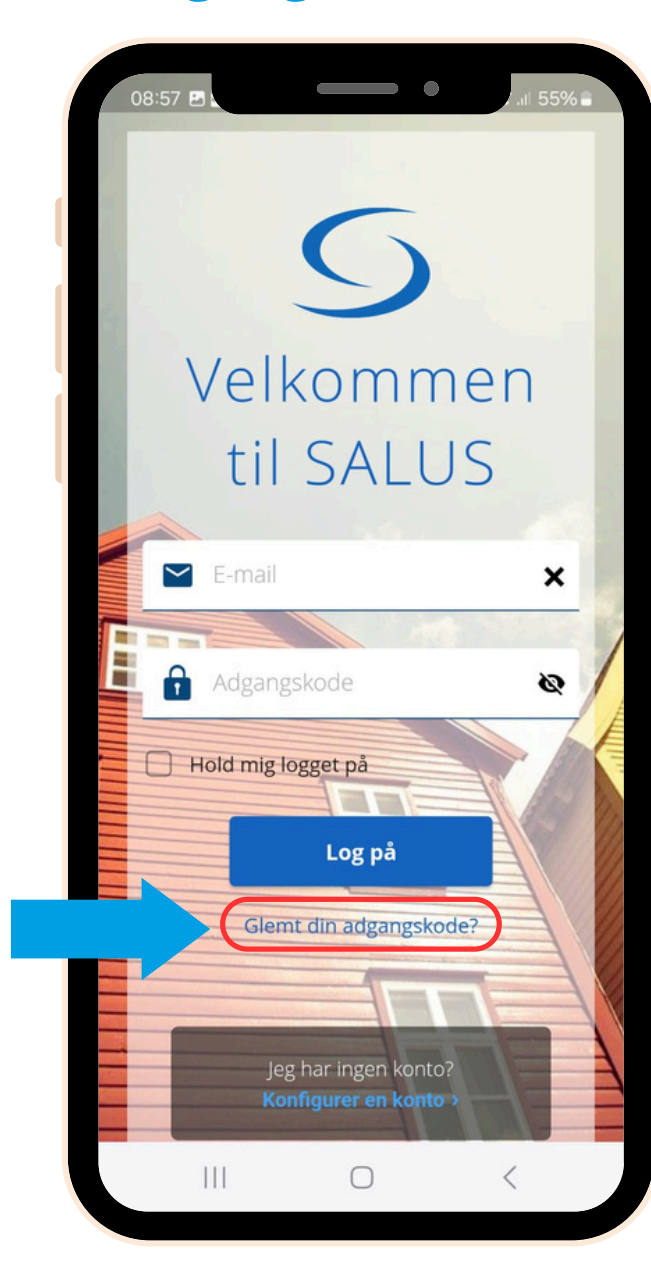 08:57
55%
Velkommen
til SALUS
E-mail
Adgangskode
Hold mig logget på
Log på
Glemt din adgangskode?
Jeg har ingen konto?
Konfigurer en konto ›